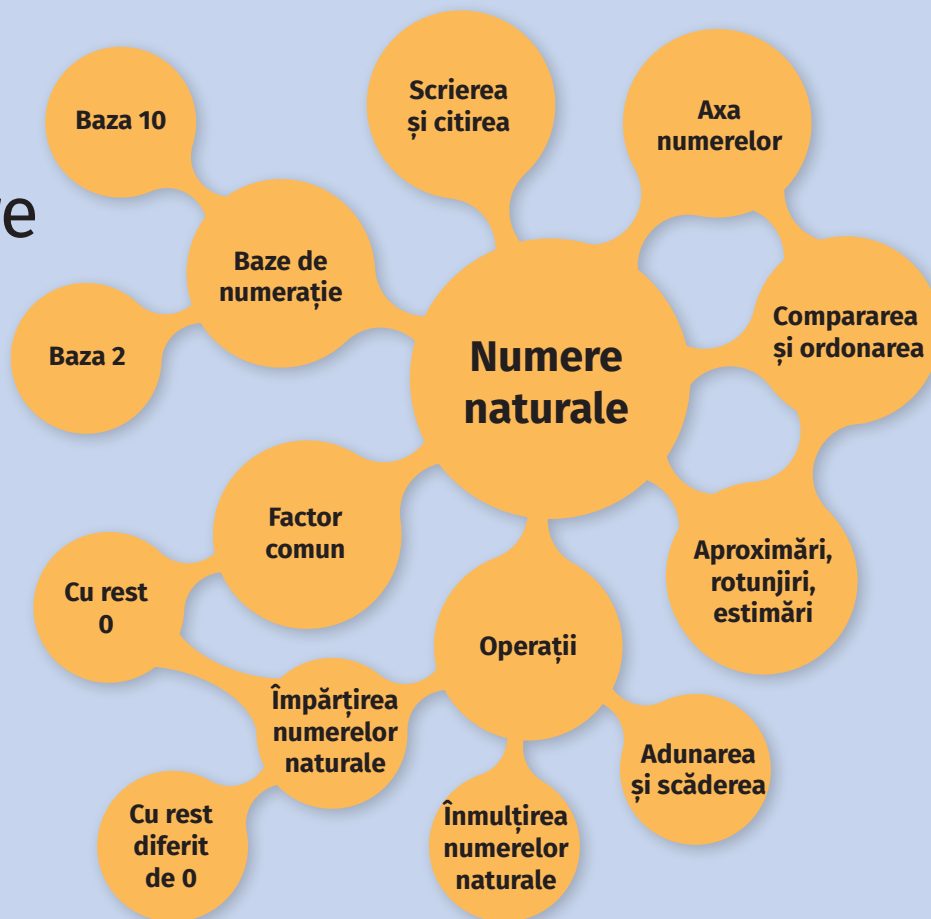 Scrierea
și citirea
Axa
numerelor
Baza 10
Baze de
numerație
Baza 2
Compararea
și ordonarea
Numere
naturale
Factor
comun
Aproximări,
rotunjiri,
estimări
Cu rest
0
Operații
Împărțirea
numerelor
naturale
Adunarea
și scăderea
Cu rest
diferit
de 0
Înmulțirea
numerelor
naturale